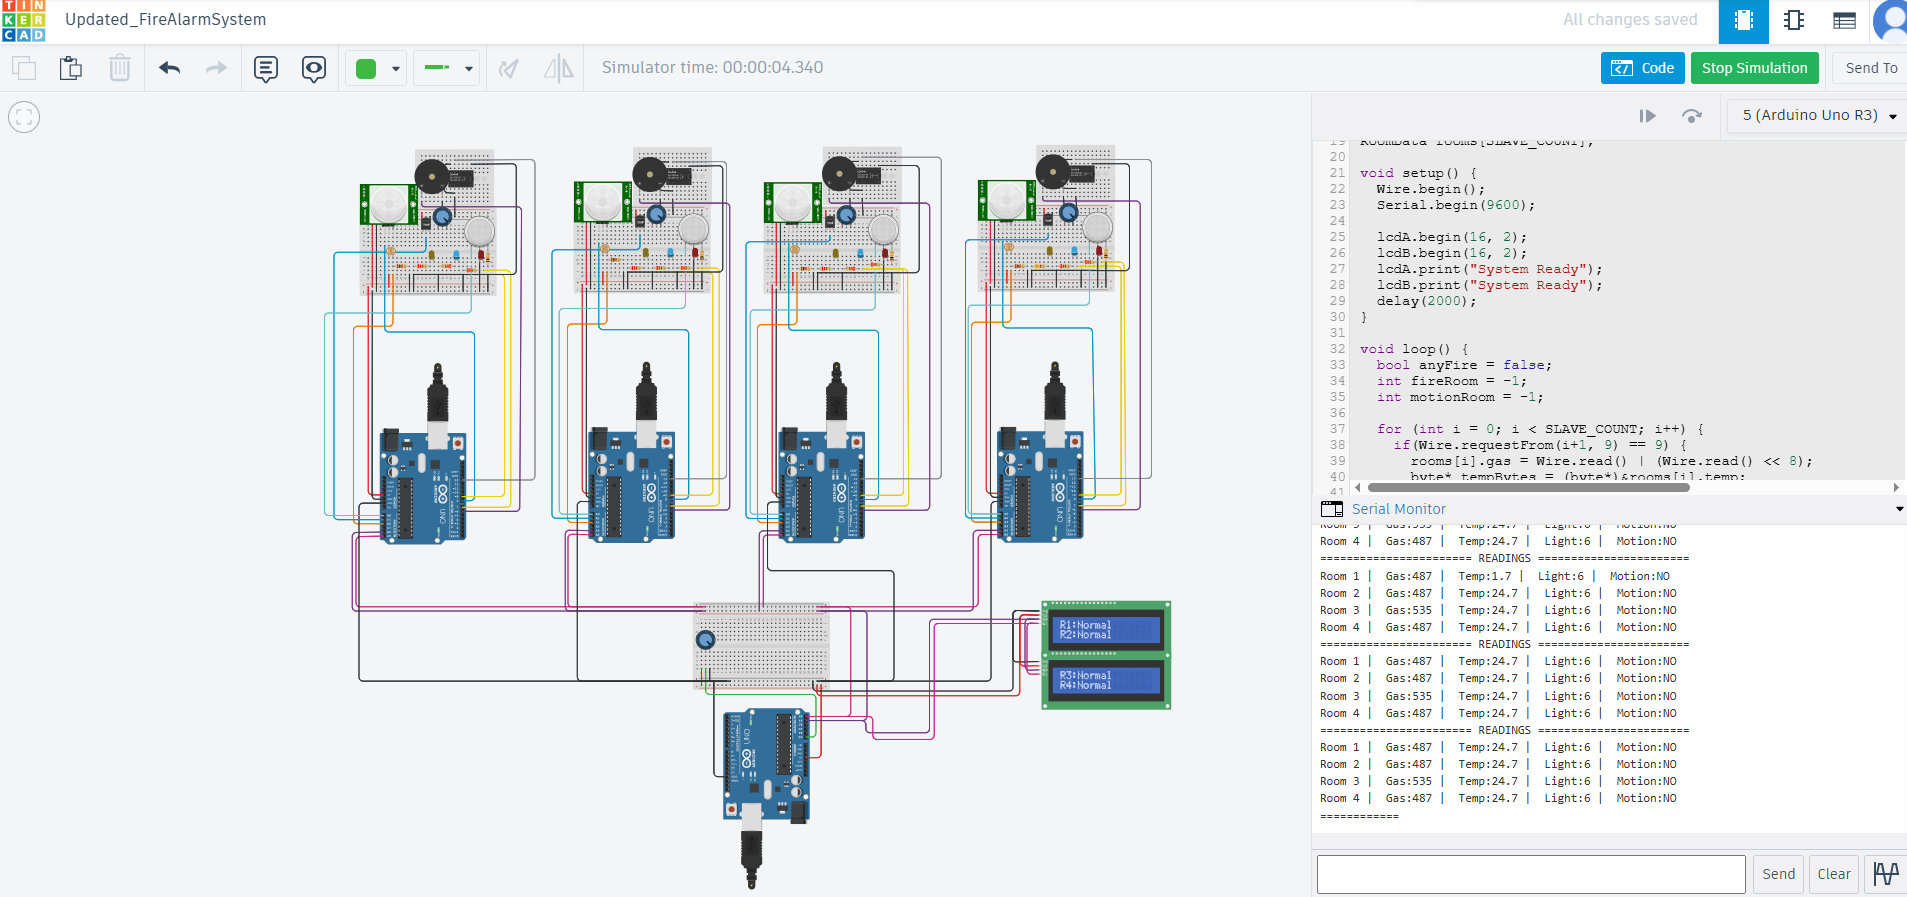 TIN
KER
CAD
Updated_FireAlarmSystem
All changes saved
Simulator time: 00:00:04.340
Code
Stop Simulation
Send To
5 (Arduino Uno R3)
19 RoomData rooms[SLAVE_COUNT];
20
21 void setup() {
22 Wire.begin();
23 Serial.begin(9600);
24
25 lcdA.begin(16, 2);
26 lcdB.begin(16, 2);
27 lcdA.print("System Ready");
28 lcdB.print("System Ready");
29 delay(2000);
30 }
31
32 void loop() {
33 bool anyFire = false;
34 int fireRoom = -1;
35 int motionRoom = -1;
36
37 for (int i = 0; i < SLAVE_COUNT; i++) {
38 if(Wire.requestFrom(i+1, 9) == 9) {
39 rooms[i].gas = Wire.read() | (Wire.read() << 8);
40 byte* tempBytes = (byte*)&rooms[i].temp;
41
Serial Monitor
Room 3 | Gas:535 | Temp:24.7 | Light:6 | Motion:NO
Room 4 | Gas:487 | Temp:24.7 | Light:6 | Motion:NO
======================= READINGS =======================
Room 1 | Gas:487 | Temp:1.7 | Light:6 | Motion:NO
Room 2 | Gas:487 | Temp:24.7 | Light:6 | Motion:NO
Room 3 | Gas:535 | Temp:24.7 | Light:6 | Motion:NO
Room 4 | Gas:487 | Temp:24.7 | Light:6 | Motion:NO
======================= READINGS =======================
Room 1 | Gas:487 | Temp:24.7 | Light:6 | Motion:NO
Room 2 | Gas:487 | Temp:24.7 | Light:6 | Motion:NO
Room 3 | Gas:535 | Temp:24.7 | Light:6 | Motion:NO
Room 4 | Gas:487 | Temp:24.7 | Light:6 | Motion:NO
======================= READINGS =======================
Room 1 | Gas:487 | Temp:24.7 | Light:6 | Motion:NO
Room 2 | Gas:487 | Temp:24.7 | Light:6 | Motion:NO
Room 3 | Gas:535 | Temp:24.7 | Light:6 | Motion:NO
Room 4 | Gas:487 | Temp:24.7 | Light:6 | Motion:NO
============
Send
Clear
UNO
UNO
UNO
UNO
R1:Normal
R2:Normal
R3:Normal
R4:Normal
UNO